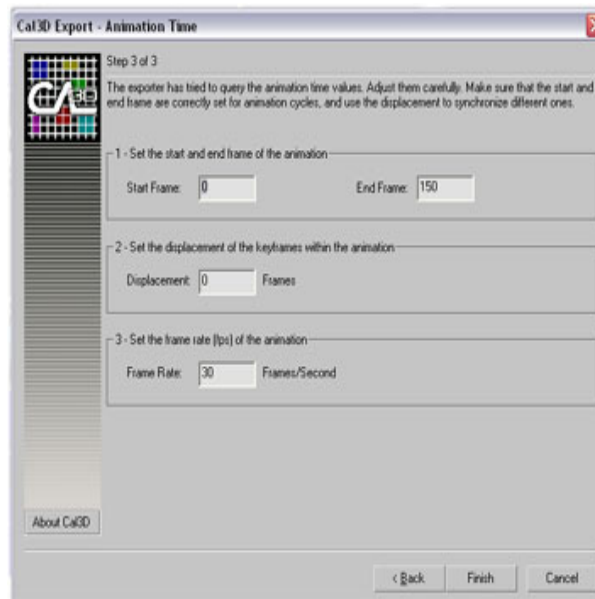 Cal3D Export - Animation Time
Step 3 of 3
The exporter has tried to query the animation time values. Adjust them carefully. Make sure that the start and
end frame are correctly set for animation cycles, and use the displacement to synchronize different ones.
CAL3D
1 - Set the start and end frame of the animation
Start Frame: 0 End Frame: 150
2 - Set the displacement of the keyframes within the animation
Displacement: 0 Frames
3 - Set the frame rate (fps) of the animation
Frame Rate: 30 Frames/Second
About Cal3D
< Back Finish Cancel